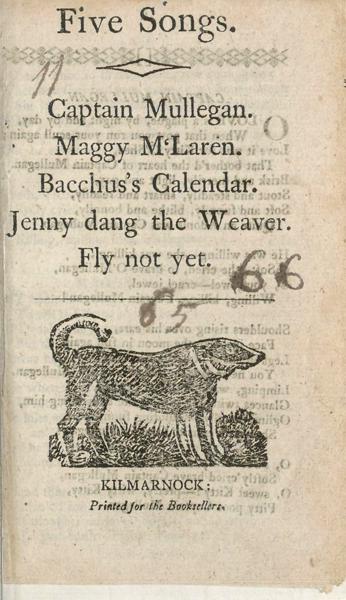 Five Songs.
11
Captain Mullegan.
Maggy M‘Laren.
Bacchus's Calendar.
Jenny dang the Weaver.
Fly not yet.
66
65
KILMARNOCK:
Printed for the Booksellers.